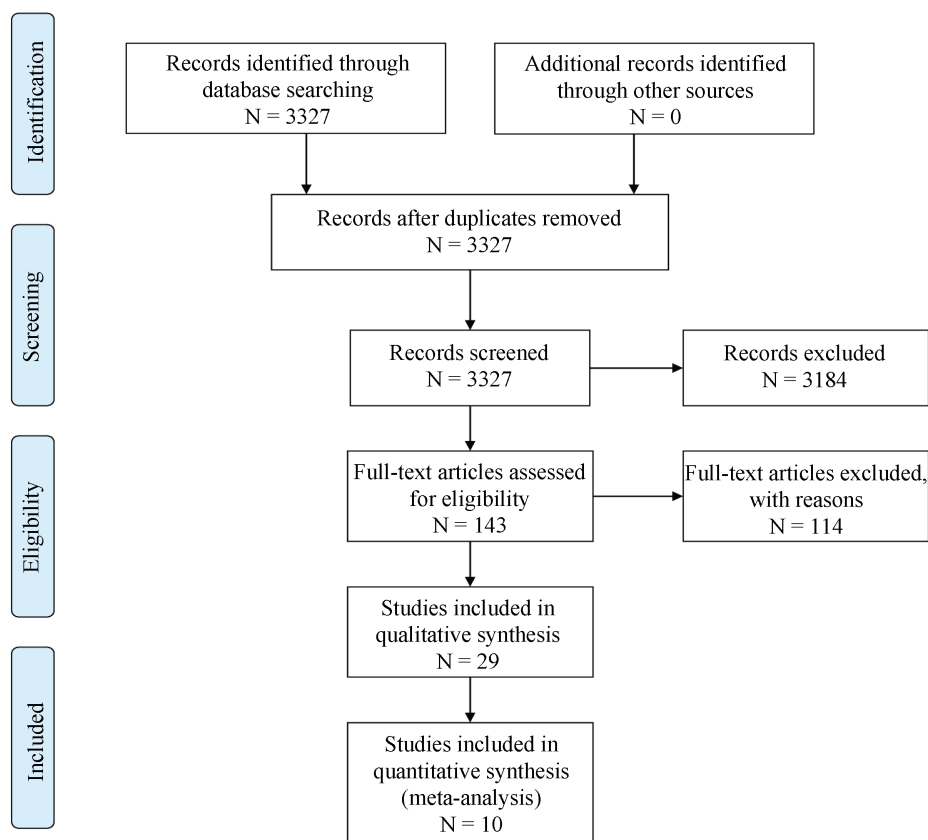 Identification
Records identified through
database searching
N = 3327
Additional records identified
through other sources
N = 0
Records after duplicates removed
N = 3327
Screening
Records screened
N = 3327
Records excluded
N = 3184
Eligibility
Full-text articles assessed
for eligibility
N = 143
Full-text articles excluded,
with reasons
N = 114
Studies included in
qualitative synthesis
N = 29
Included
Studies included in
quantitative synthesis
(meta-analysis)
N = 10